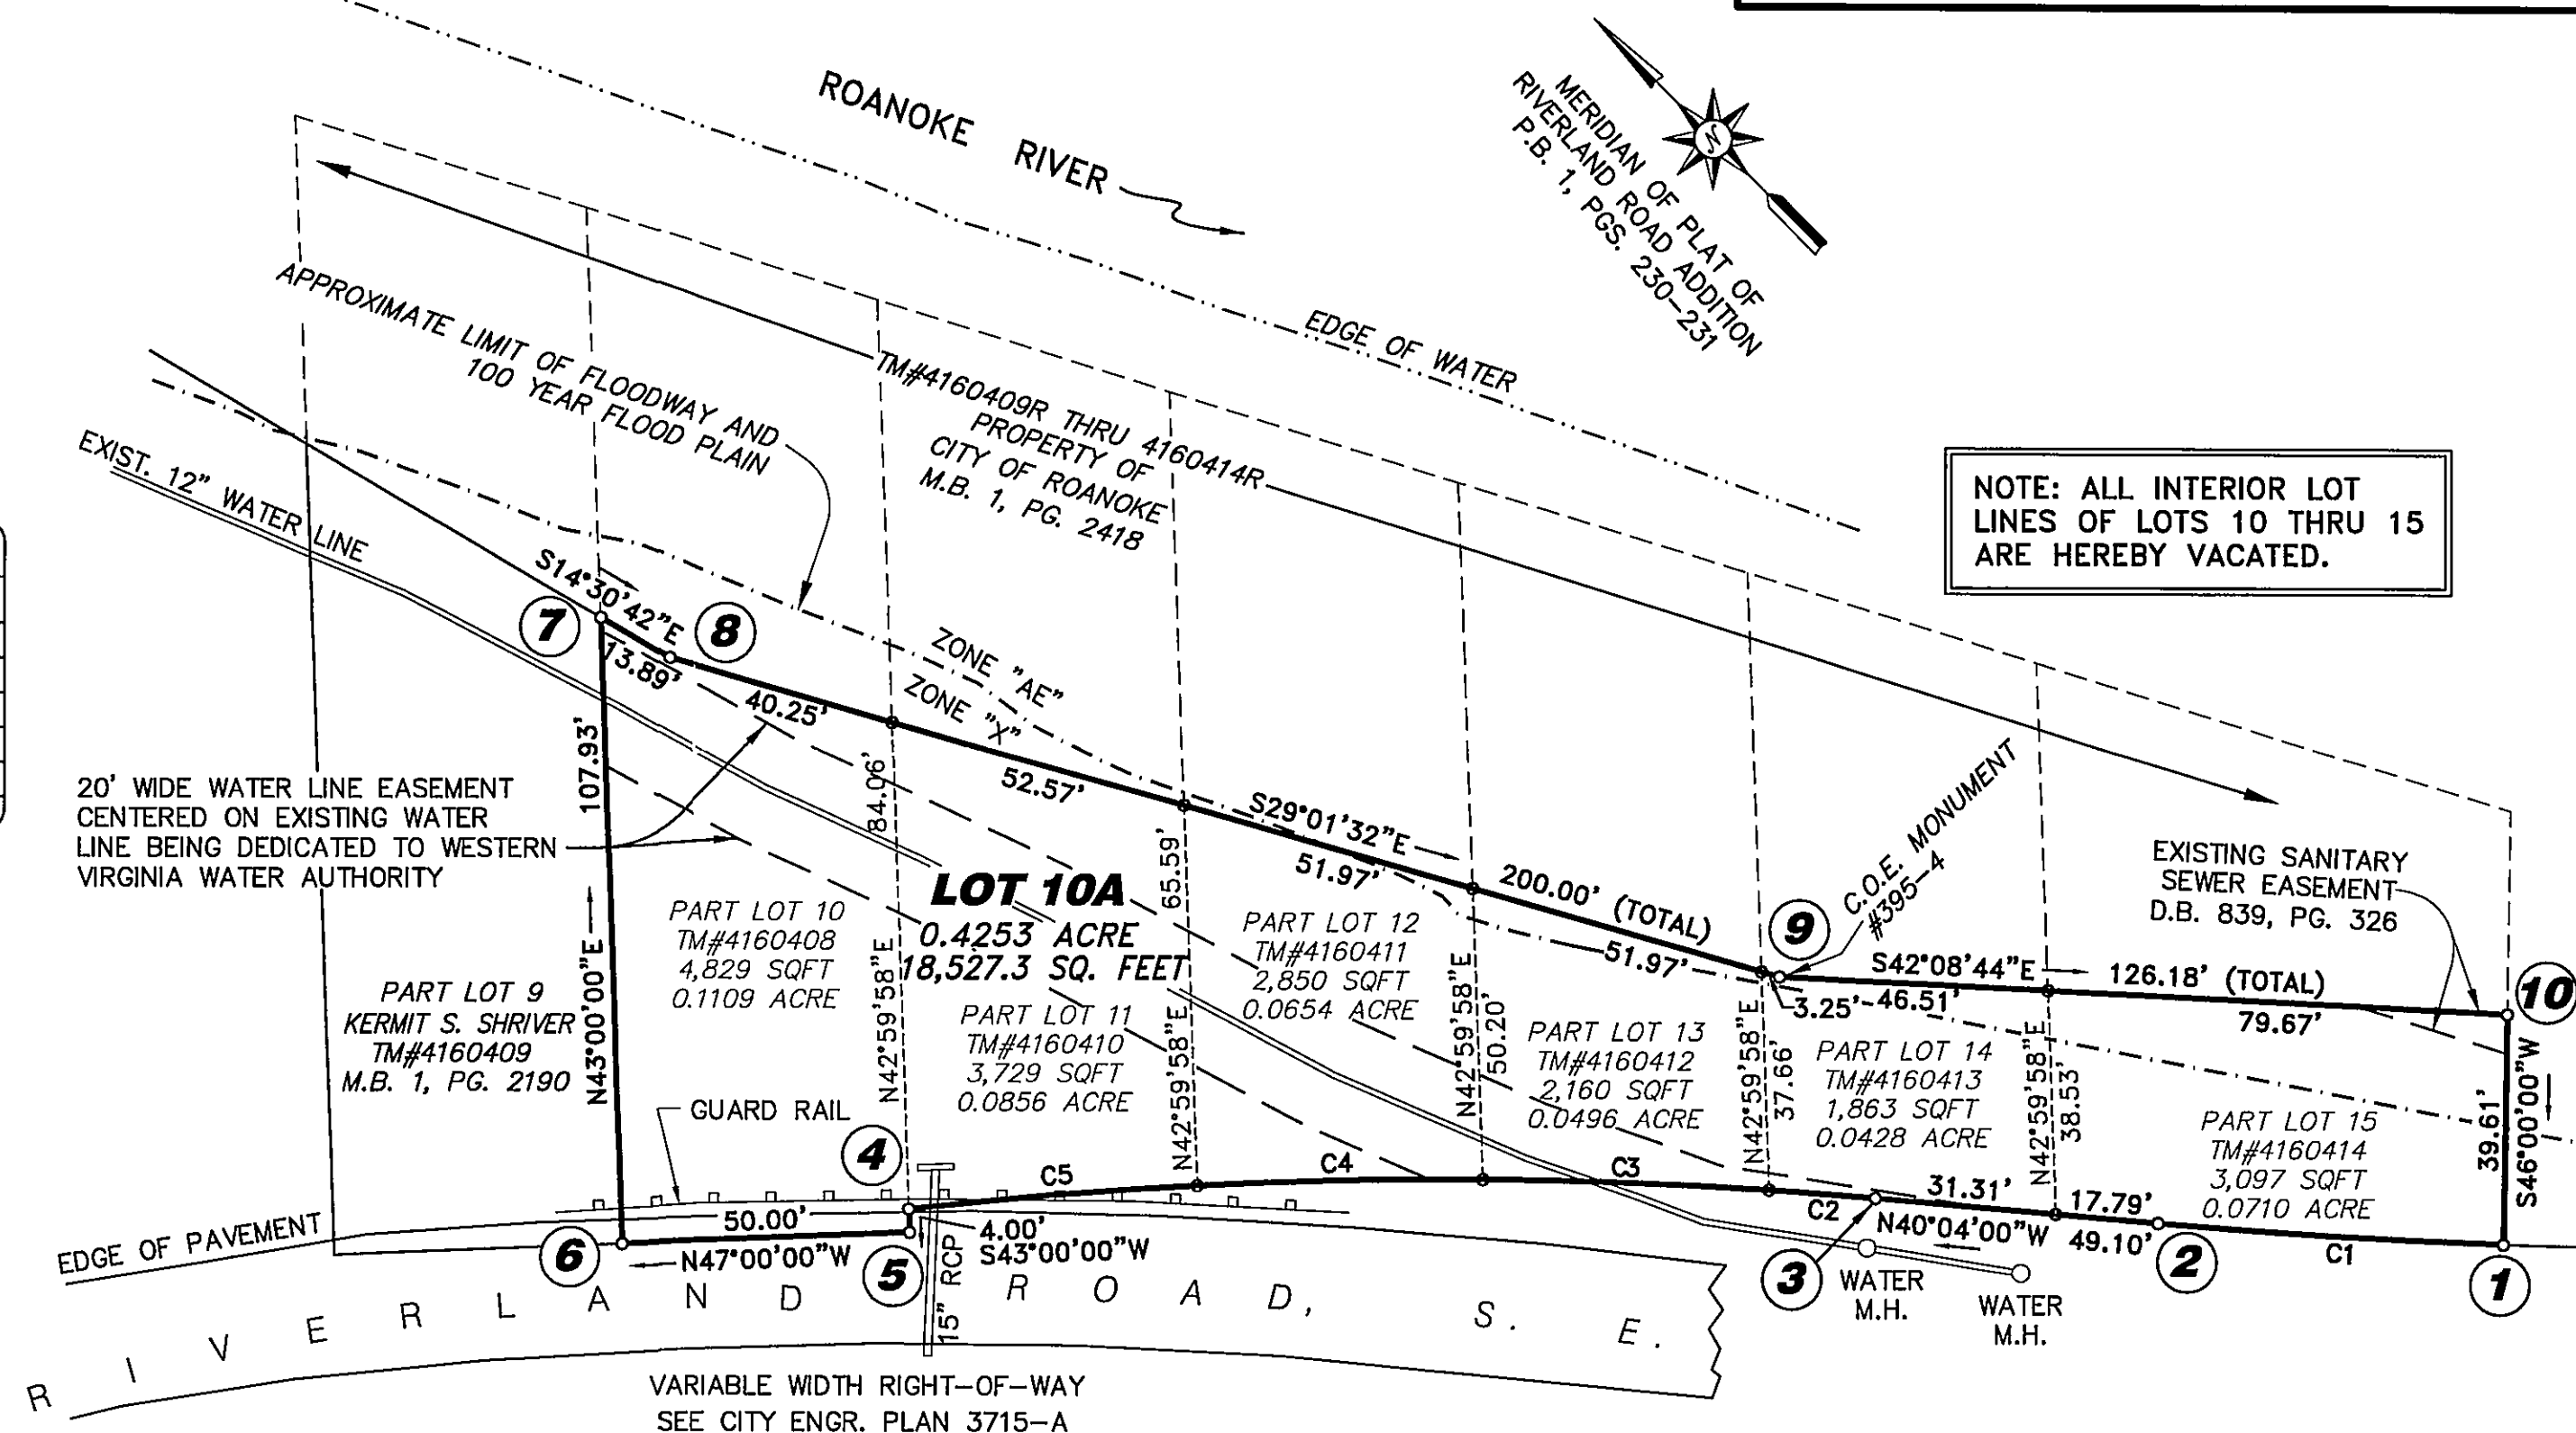 ROANOKE RIVER
MERIDIAN OF PLAT OF
RIVERLAND ROAD ADDITION
P.B. 1, PGS. 230-231
N
EDGE OF WATER
APPROXIMATE LIMIT OF FLOODWAY AND
100 YEAR FLOOD PLAIN
TM#4160409R THRU 4160414R
PROPERTY OF
CITY OF ROANOKE
M.B. 1, PG. 2418
EXIST. 12" WATER LINE
NOTE: ALL INTERIOR LOT
LINES OF LOTS 10 THRU 15
ARE HEREBY VACATED.
S14°30'42"E
13.89'
7
8
40.25'
ZONE "AE"
ZONE "X"
52.57'
S29°01'32"E
200.00' (TOTAL)
51.97'
51.97'
9
C.O.E. MONUMENT
#395-4
3.25'
46.51'
S42°08'44"E
126.18' (TOTAL)
79.67'
10
EXISTING SANITARY
SEWER EASEMENT
D.B. 839, PG. 326
20' WIDE WATER LINE EASEMENT
CENTERED ON EXISTING WATER
LINE BEING DEDICATED TO WESTERN
VIRGINIA WATER AUTHORITY
N43°00'00"E
107.93'
N42°59'58"E
84.06'
N42°59'58"E
65.59'
N42°59'58"E
50.20'
N42°59'58"E
37.66'
N42°59'58"E
38.53'
39.61'
S46°00'00"W
LOT 10A
0.4253 ACRE
18,527.3 SQ. FEET
PART LOT 9
KERMIT S. SHRIVER
TM#4160409
M.B. 1, PG. 2190
PART LOT 10
TM#4160408
4,829 SQFT
0.1109 ACRE
PART LOT 11
TM#4160410
3,729 SQFT
0.0856 ACRE
PART LOT 12
TM#4160411
2,850 SQFT
0.0654 ACRE
PART LOT 13
TM#4160412
2,160 SQFT
0.0496 ACRE
PART LOT 14
TM#4160413
1,863 SQFT
0.0428 ACRE
PART LOT 15
TM#4160414
3,097 SQFT
0.0710 ACRE
GUARD RAIL
4
C5
C4
C3
C2
31.31'
17.79'
N40°04'00"W
49.10'
C1
EDGE OF PAVEMENT
50.00'
N47°00'00"W
4.00'
S43°00'00"W
6
5
3
2
1
15" RCP
WATER
M.H.
WATER
M.H.
RIVERLAND ROAD, S. E.
VARIABLE WIDTH RIGHT-OF-WAY
SEE CITY ENGR. PLAN 3715-A